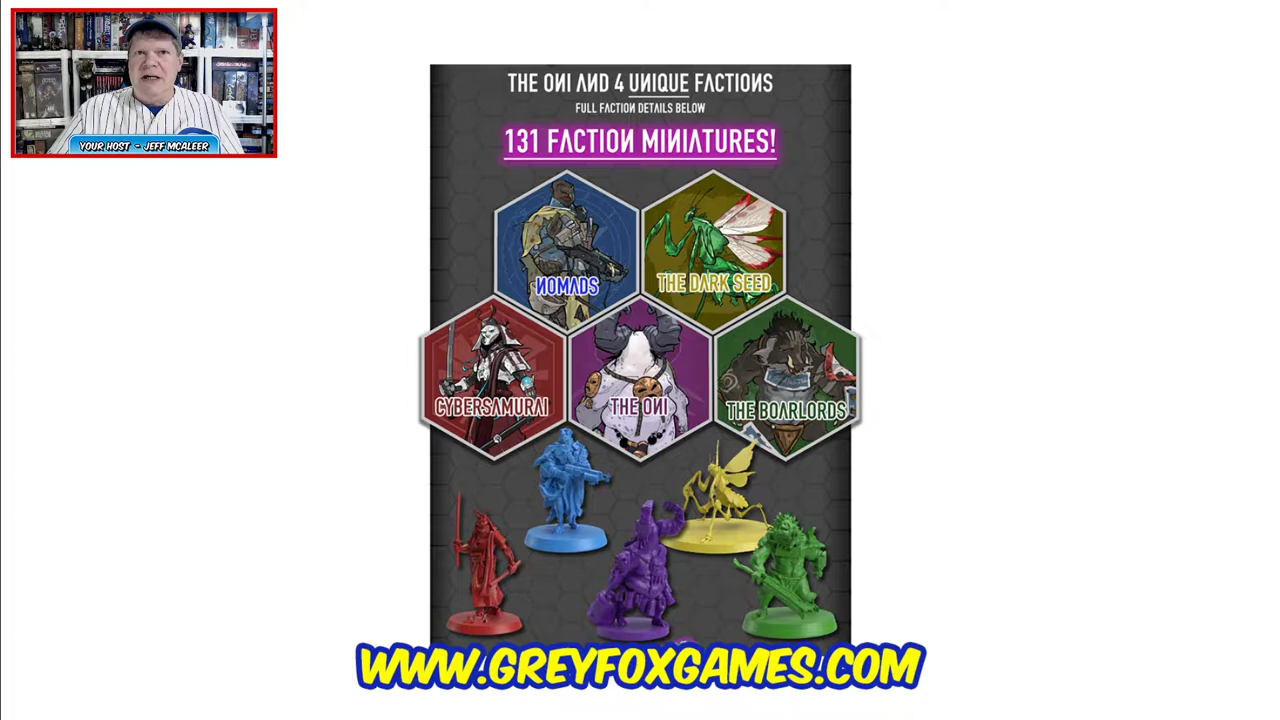 YOUR HOST - JEFF MCALEER
THE ONI AND 4 UNIQUE FACTIONS
FULL FACTION DETAILS BELOW
131 FACTION MINIATURES!
NOMADS
THE DARK SEED
CYBERSAMURAI
THE ONI
THE BOARLORDS
WWW.GREYFOXGAMES.COM